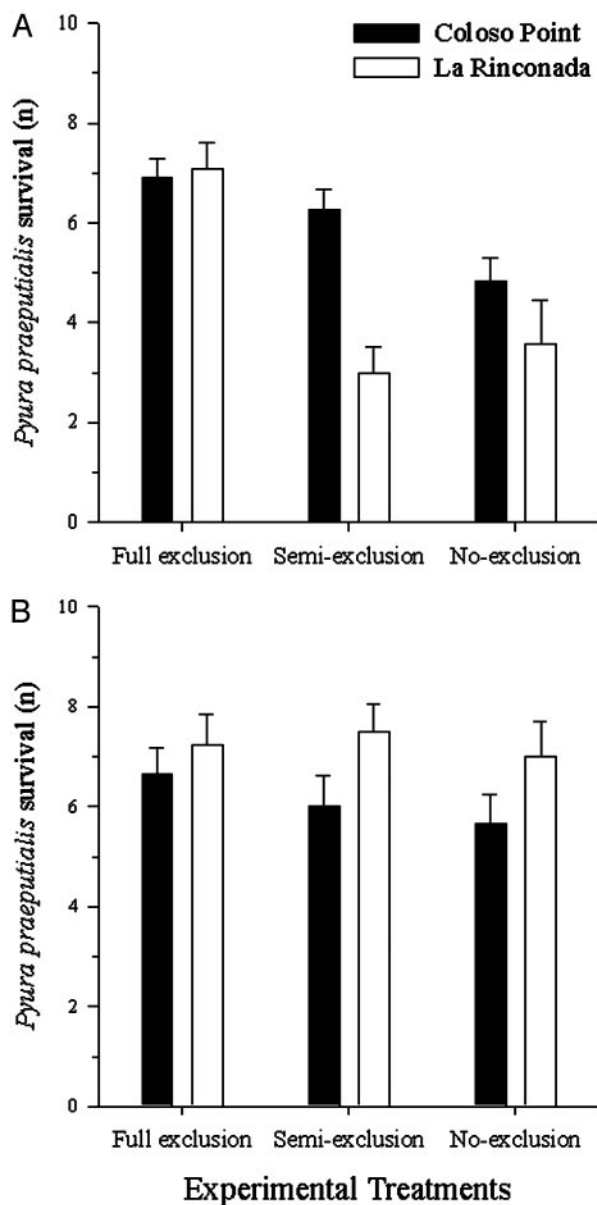 A
Coloso Point
La Rinconada
Pyura praeputialis survival (n)
10
8
6
4
2
0
Full exclusion Semi-exclusion No-exclusion
B
Pyura praeputialis survival (n)
10
8
6
4
2
0
Full exclusion Semi-exclusion No-exclusion
Experimental Treatments